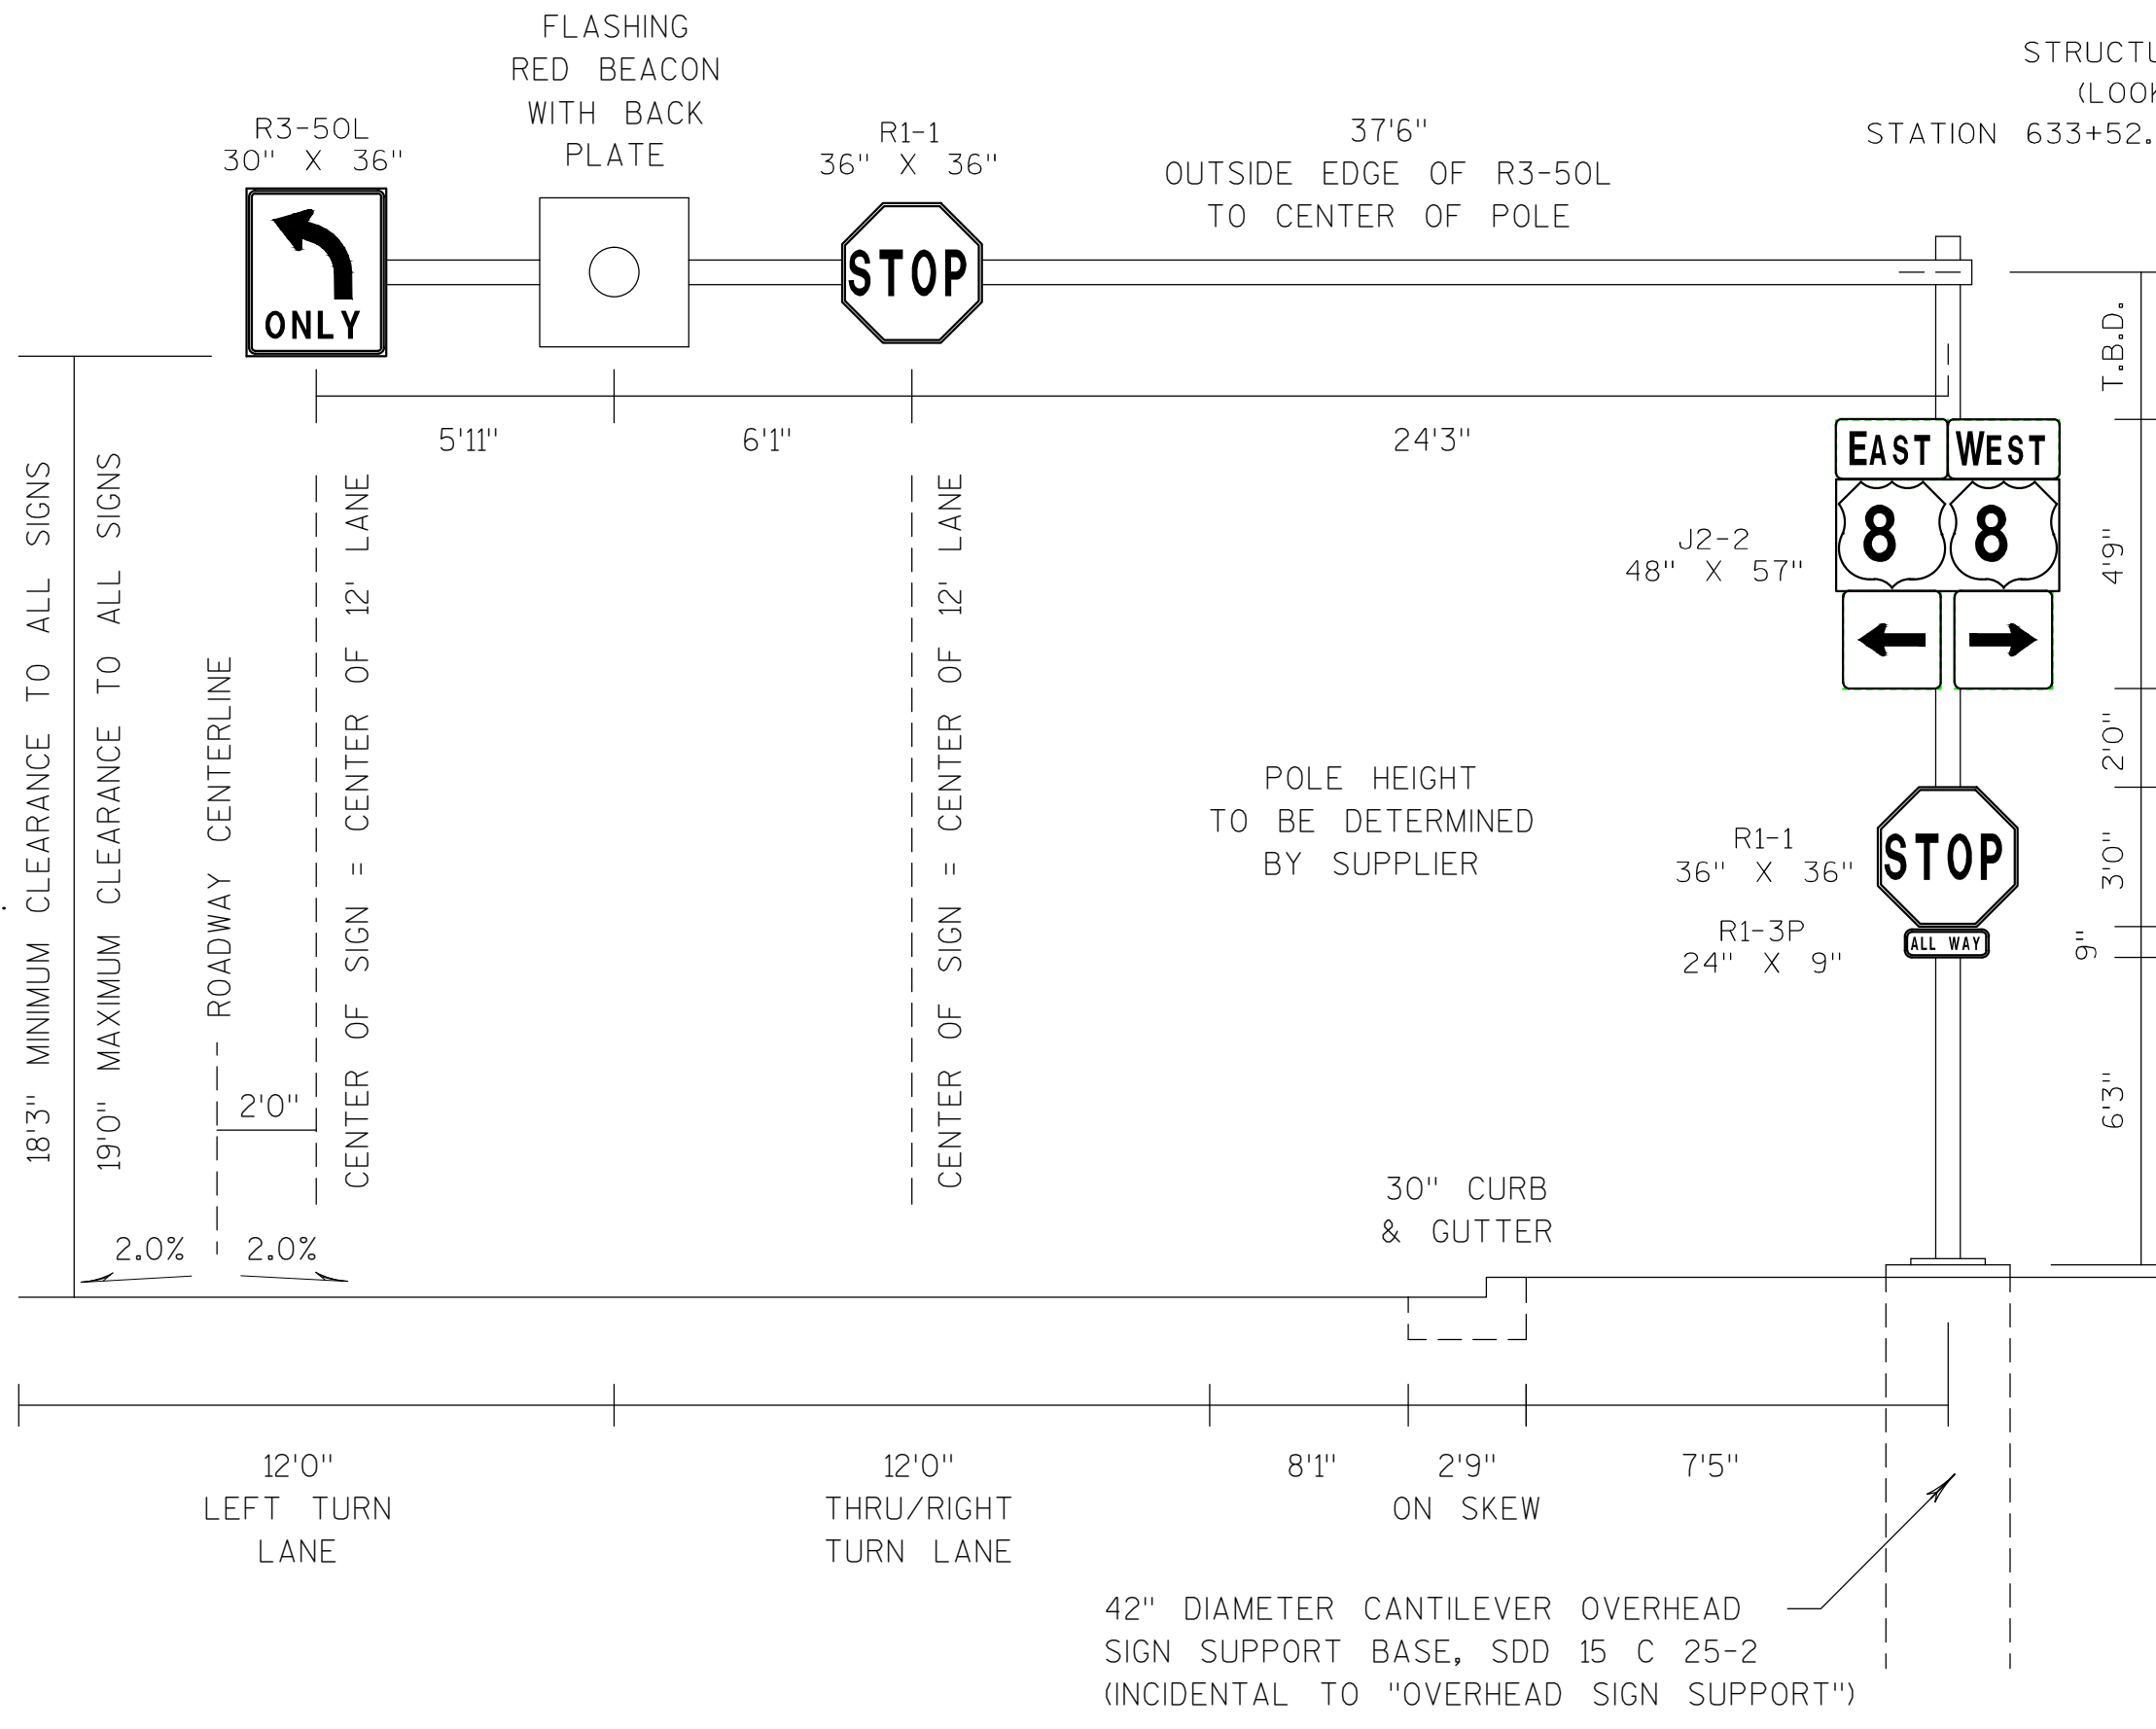 FLASHING
RED BEACON
WITH BACK
PLATE
R3-50L
30" X 36"
R1-1
36" X 36"
37'6"
OUTSIDE EDGE OF R3-50L
TO CENTER OF POLE
STRUCTU
(LOOK
STATION 633+52.
ONLY
STOP
5'11"
6'1"
24'3"
T.B.D.
EAST WEST
8 8
J2-2
48" X 57"
4'9"
2'0"
18'3" MINIMUM CLEARANCE TO ALL SIGNS
19'0" MAXIMUM CLEARANCE TO ALL SIGNS
ROADWAY CENTERLINE
CENTER OF SIGN = CENTER OF 12' LANE
CENTER OF SIGN = CENTER OF 12' LANE
POLE HEIGHT
TO BE DETERMINED
BY SUPPLIER
R1-1
36" X 36"
STOP
3'0"
R1-3P
24" X 9"
ALL WAY
9"
6'3"
2'0"
2.0% 2.0%
30" CURB
& GUTTER
12'0"
LEFT TURN
LANE
12'0"
THRU/RIGHT
TURN LANE
8'1"
2'9"
ON SKEW
7'5"
42" DIAMETER CANTILEVER OVERHEAD
SIGN SUPPORT BASE, SDD 15 C 25-2
(INCIDENTAL TO "OVERHEAD SIGN SUPPORT")